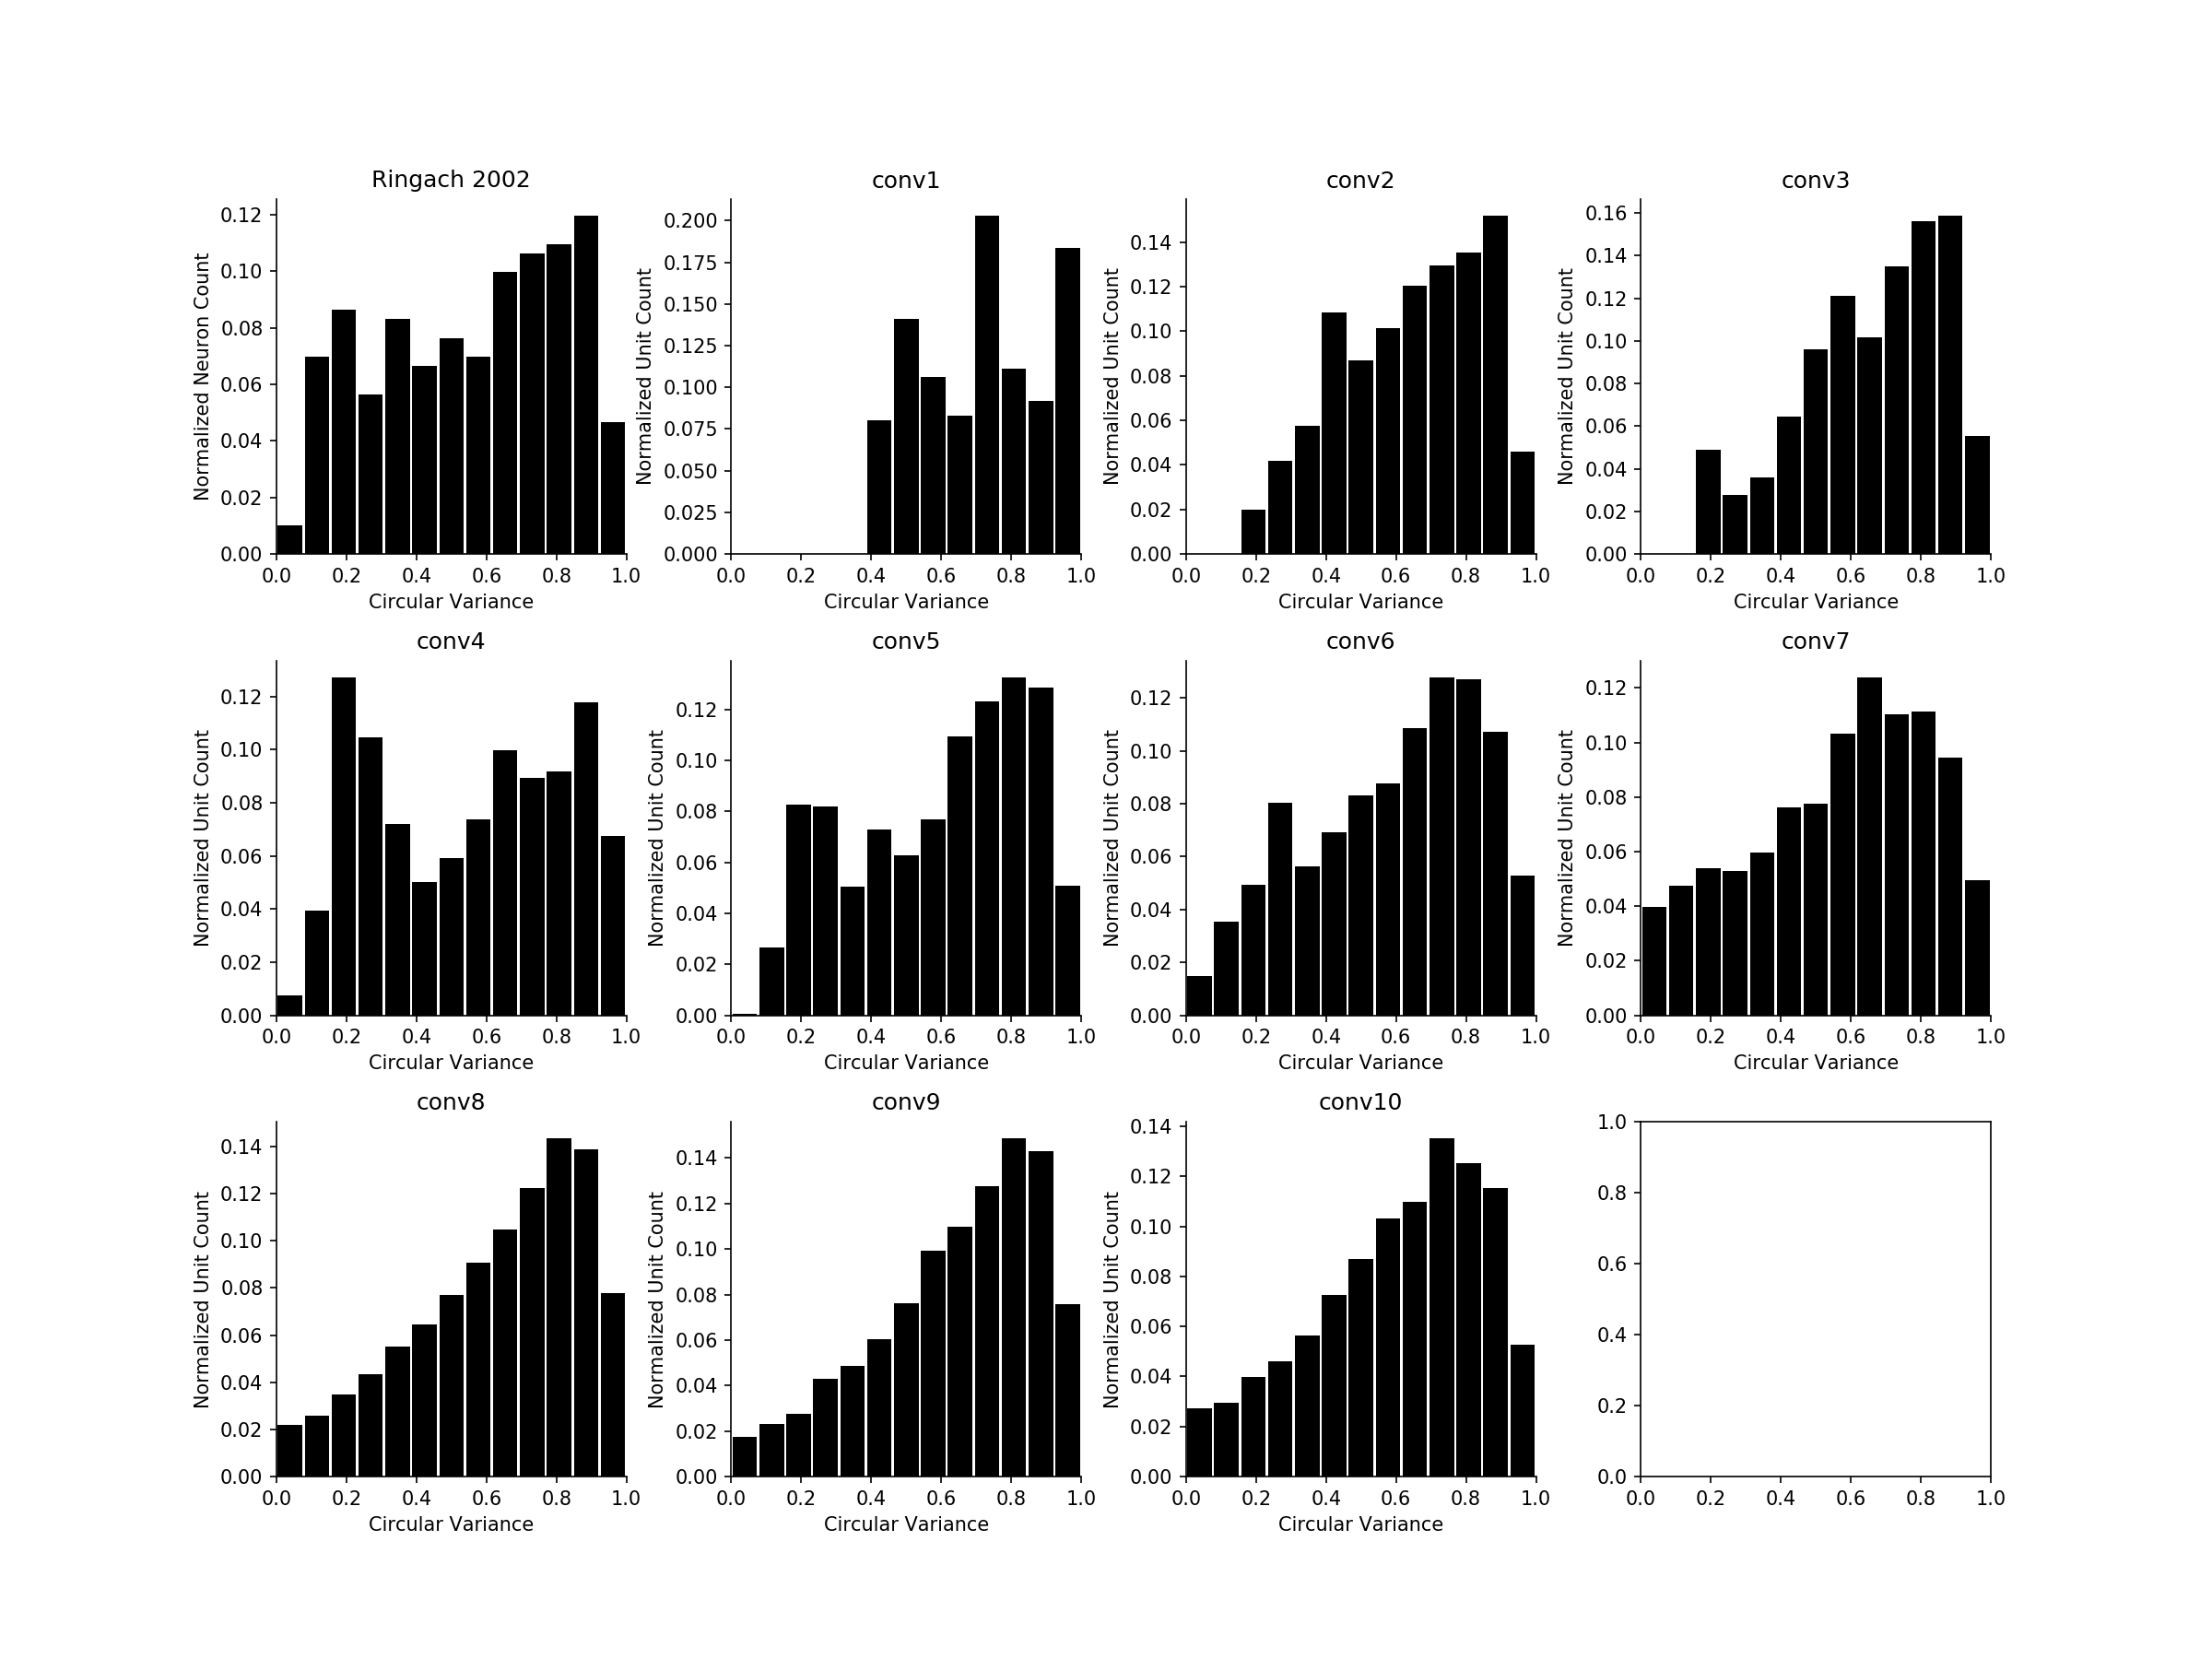 Ringach 2002
Normalized Neuron Count
0.12
0.10
0.08
0.06
0.04
0.02
0.00
0.0 0.2 0.4 0.6 0.8 1.0
Circular Variance
conv1
Normalized Unit Count
0.200
0.175
0.150
0.125
0.100
0.075
0.050
0.025
0.000
0.0 0.2 0.4 0.6 0.8 1.0
Circular Variance
conv2
Normalized Unit Count
0.14
0.12
0.10
0.08
0.06
0.04
0.02
0.00
0.0 0.2 0.4 0.6 0.8 1.0
Circular Variance
conv3
Normalized Unit Count
0.16
0.14
0.12
0.10
0.08
0.06
0.04
0.02
0.00
0.0 0.2 0.4 0.6 0.8 1.0
Circular Variance
conv4
Normalized Unit Count
0.12
0.10
0.08
0.06
0.04
0.02
0.00
0.0 0.2 0.4 0.6 0.8 1.0
Circular Variance
conv5
Normalized Unit Count
0.12
0.10
0.08
0.06
0.04
0.02
0.00
0.0 0.2 0.4 0.6 0.8 1.0
Circular Variance
conv6
Normalized Unit Count
0.12
0.10
0.08
0.06
0.04
0.02
0.00
0.0 0.2 0.4 0.6 0.8 1.0
Circular Variance
conv7
Normalized Unit Count
0.12
0.10
0.08
0.06
0.04
0.02
0.00
0.0 0.2 0.4 0.6 0.8 1.0
Circular Variance
conv8
Normalized Unit Count
0.14
0.12
0.10
0.08
0.06
0.04
0.02
0.00
0.0 0.2 0.4 0.6 0.8 1.0
Circular Variance
conv9
Normalized Unit Count
0.14
0.12
0.10
0.08
0.06
0.04
0.02
0.00
0.0 0.2 0.4 0.6 0.8 1.0
Circular Variance
conv10
Normalized Unit Count
0.14
0.12
0.10
0.08
0.06
0.04
0.02
0.00
0.0 0.2 0.4 0.6 0.8 1.0
Circular Variance
1.0
0.8
0.6
0.4
0.2
0.0
0.0 0.2 0.4 0.6 0.8 1.0